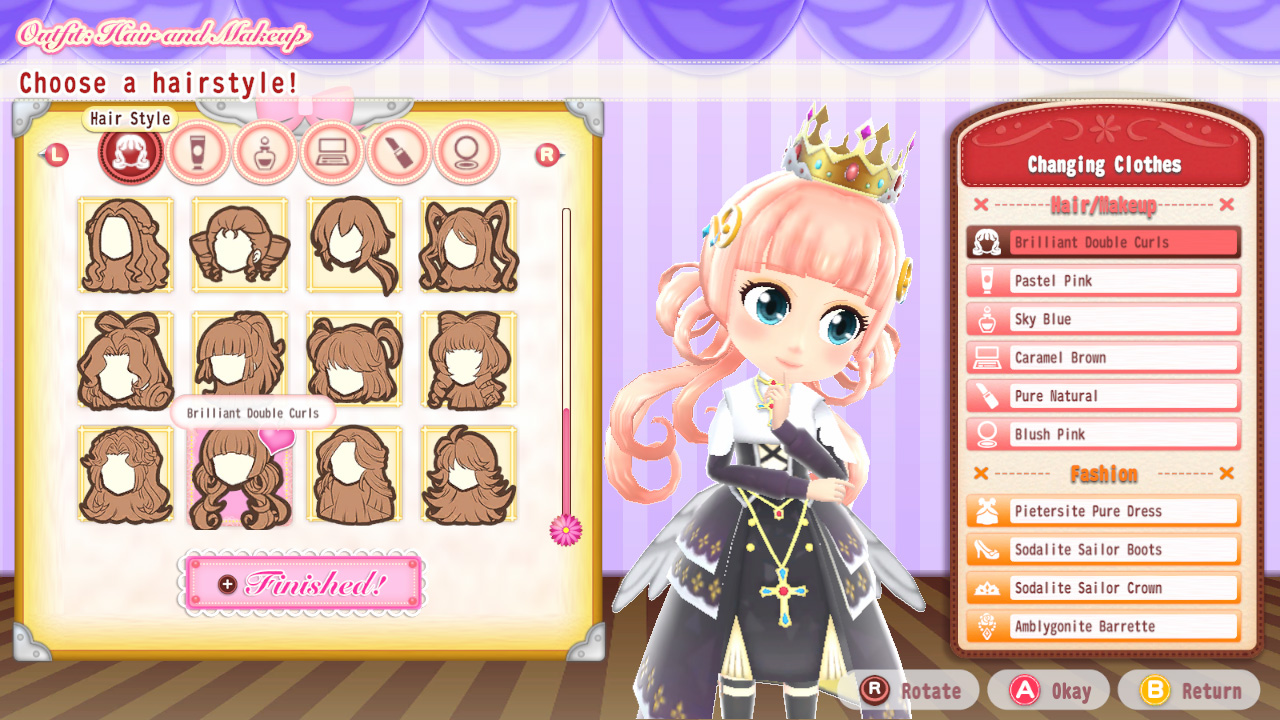 Outfit: Hair and Makeup
Choose a hairstyle!
Hair Style
L
R
Brilliant Double Curls
Finished!
Changing Clothes
Hair/Makeup
Brilliant Double Curls
Pastel Pink
Sky Blue
Caramel Brown
Pure Natural
Blush Pink
Fashion
Pietersite Pure Dress
Sodalite Sailor Boots
Sodalite Sailor Crown
Amblygonite Barrette
R Rotate
A Okay
B Return